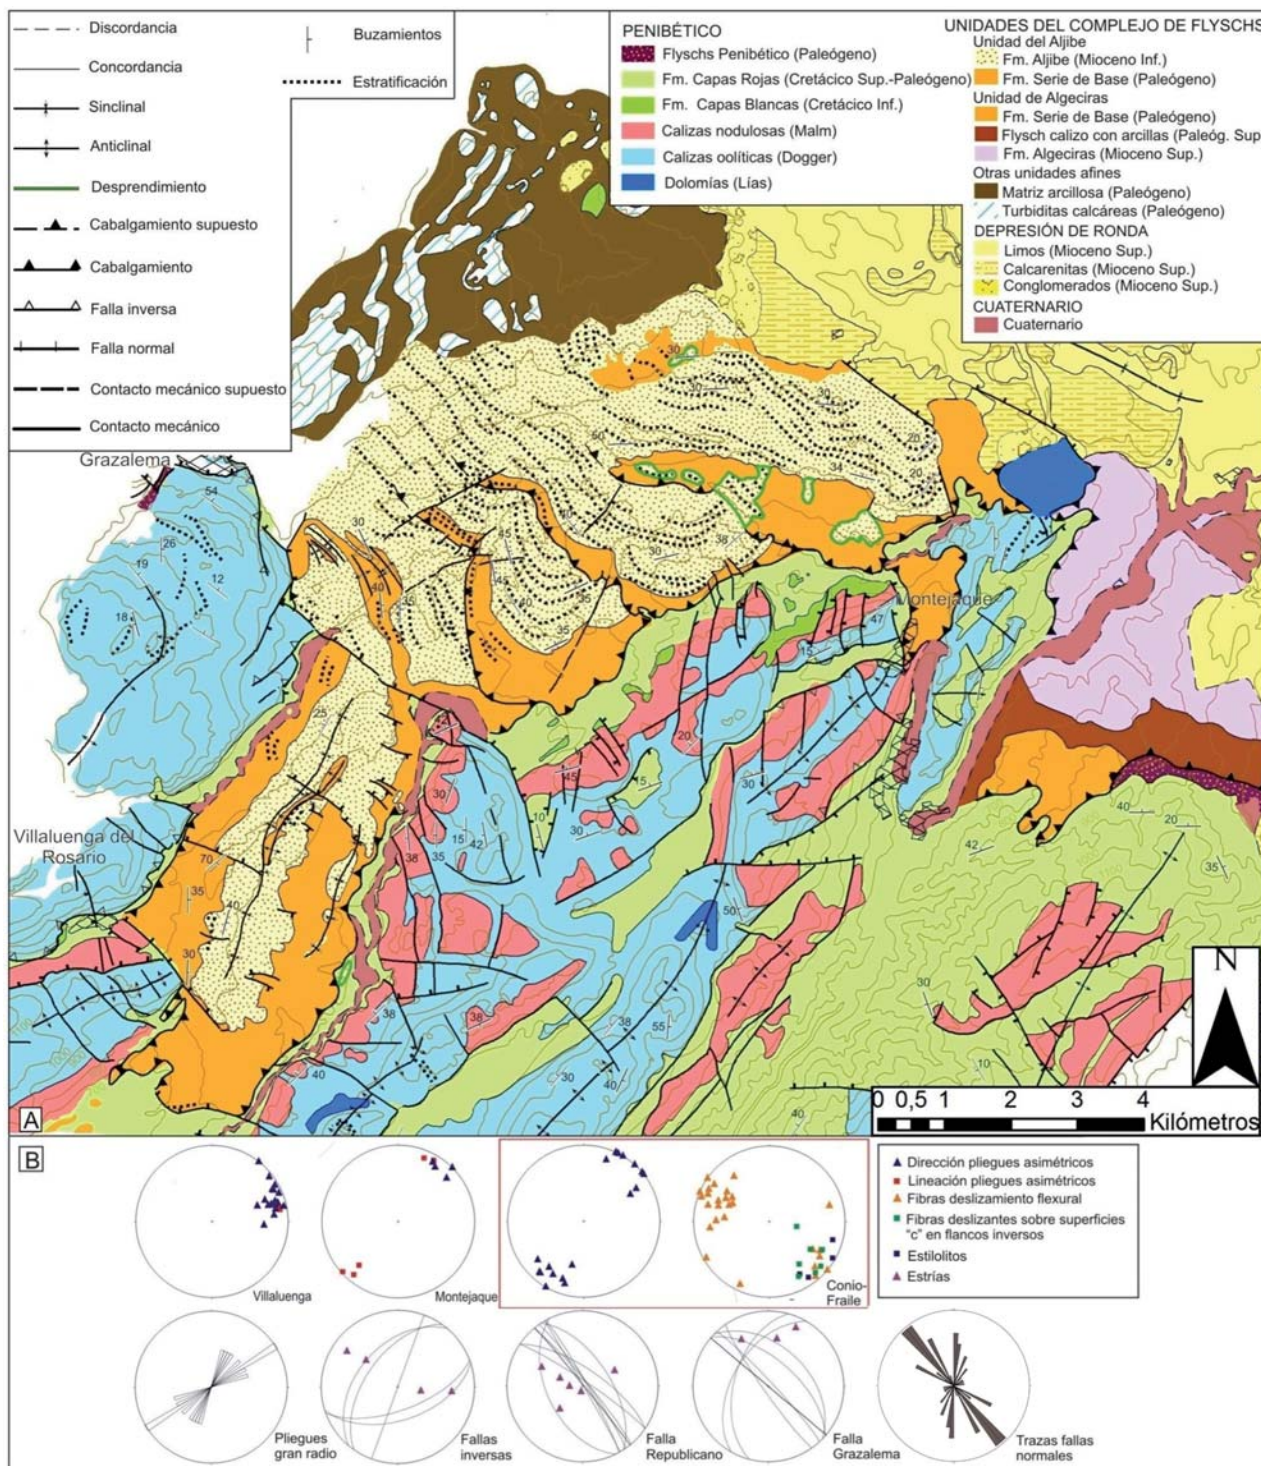 Discordancia
Concordancia
Sinclinal
Anticlinal
Desprendimiento
Cabalgamiento supuesto
Cabalgamiento
Falla inversa
Falla normal
Contacto mecánico supuesto
Contacto mecánico
Buzamientos
Estratificación
PENIBÉTICO
Flyschs Penibético (Paleógeno)
Fm. Capas Rojas (Cretácico Sup.-Paleógeno)
Fm. Capas Blancas (Cretácico Inf.)
Calizas nodulosas (Malm)
Calizas oolíticas (Dogger)
Dolomías (Lías)
UNIDADES DEL COMPLEJO DE FLYSCHS
Unidad del Aljibe
Fm. Aljibe (Mioceno Inf.)
Fm. Serie de Base (Paleógeno)
Unidad de Algeciras
Fm. Serie de Base (Paleógeno)
Flysch calizo con arcillas (Paleóg. Sup
Fm. Algeciras (Mioceno Sup.)
Otras unidades afines
Matriz arcillosa (Paleógeno)
Turbiditas calcáreas (Paleógeno)
DEPRESIÓN DE RONDA
Limos (Mioceno Sup.)
Calcarenitas (Mioceno Sup.)
Conglomerados (Mioceno Sup.)
CUATERNARIO
Cuaternario
Grazalema
Montejaque
Villaluenga del
Rosario
N
0 0,5 1 2 3 4
Kilómetros
A
B
Villaluenga
Montejaque
Conio-
Fraile
Dirección pliegues asimétricos
Lineación pliegues asimétricos
Fibras deslizamiento flexural
Fibras deslizantes sobre superficies
"c" en flancos inversos
Estilolitos
Estrías
Pliegues
gran radio
Fallas
inversas
Falla
Republicano
Falla
Grazalema
Trazas fallas
normales